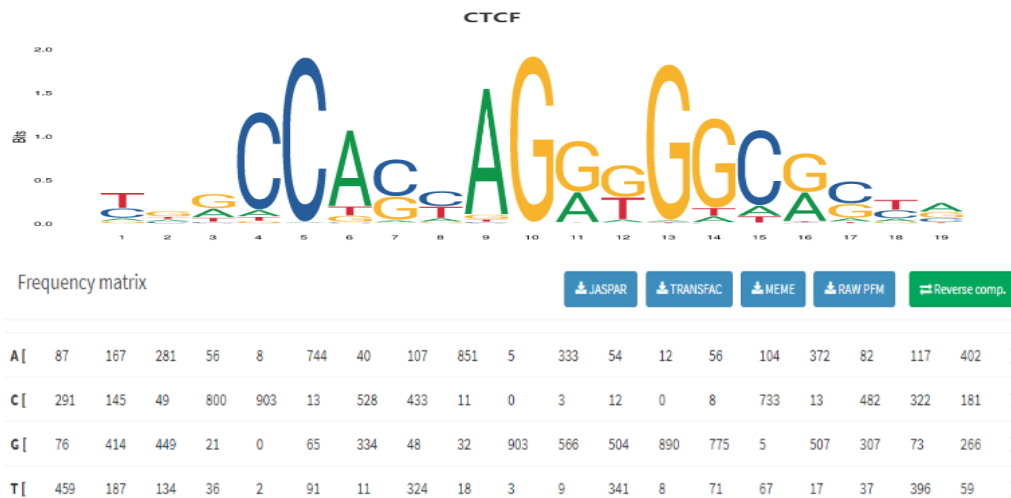 CTCF
2.0
1.5
1.0
0.5
0.0
Bits
1 2 3 4 5 6 7 8 9 10 11 12 13 14 15 16 17 18 19
Frequency matrix
JASPAR TRANSFAC MEME RAW PFM Reverse comp.
A [ 87 167 281 56 8 744 40 107 851 5 333 54 12 56 104 372 82 117 402
C [ 291 145 49 800 903 13 528 433 11 0 3 12 0 8 733 13 482 322 181
G [ 76 414 449 21 0 65 334 48 32 903 566 504 890 775 5 507 307 73 266
T [ 459 187 134 36 2 91 11 324 18 3 9 341 8 71 67 17 37 396 59